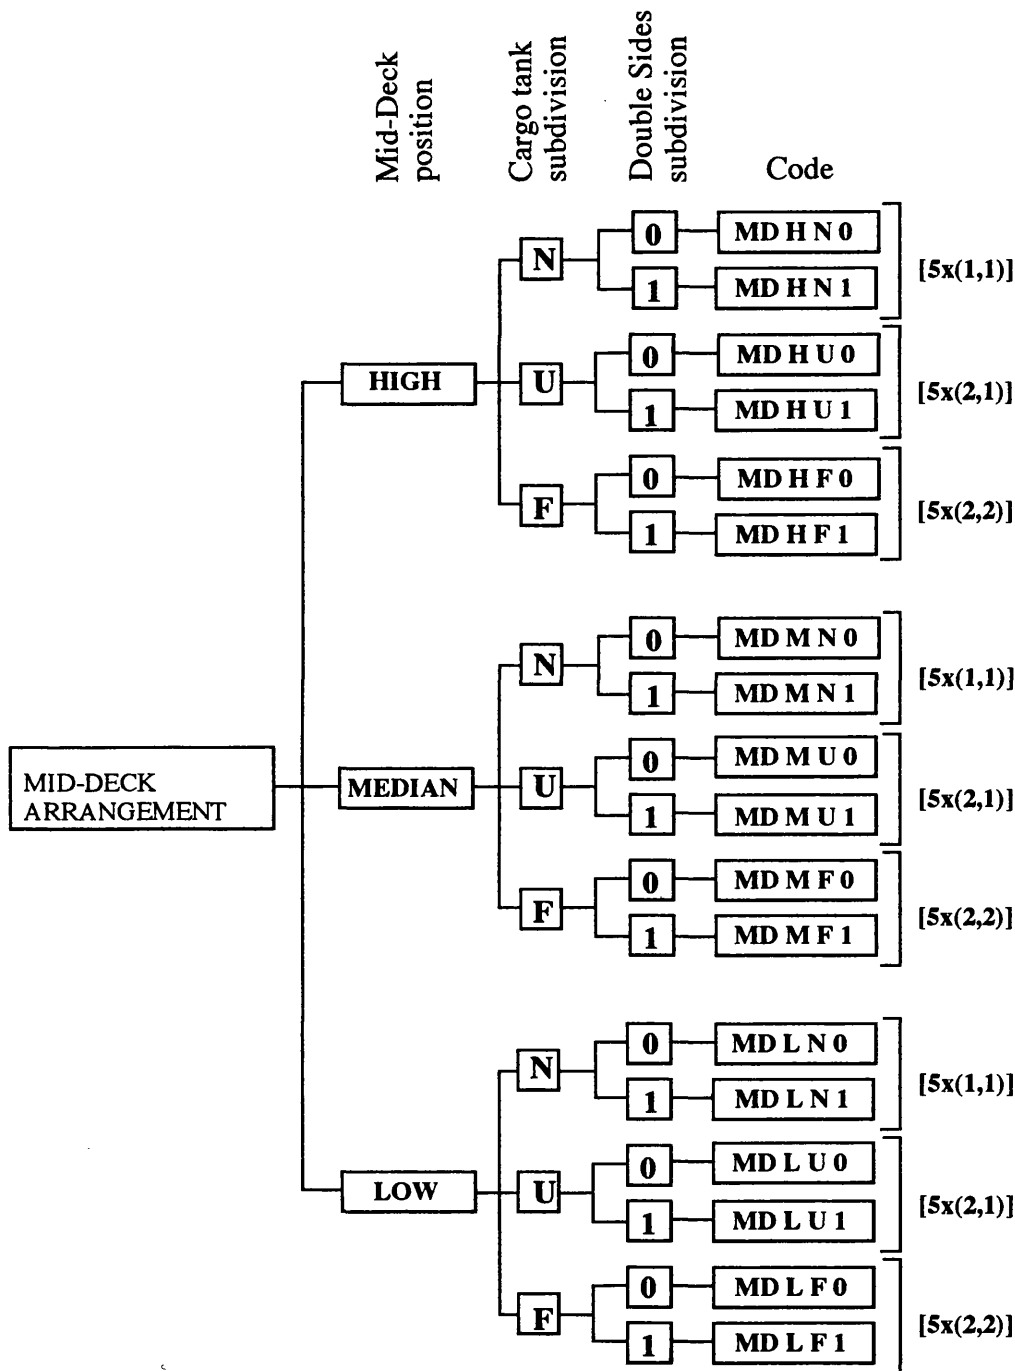 Mid-Deck
position
Cargo tank
subdivision
Double Sides
subdivision
Code
MID-DECK
ARRANGEMENT
HIGH
N
0
MD H N 0
1
MD H N 1
[5x(1,1)]
U
0
MD H U 0
1
MD H U 1
[5x(2,1)]
F
0
MD H F 0
1
MD H F 1
[5x(2,2)]
MEDIAN
N
0
MD M N 0
1
MD M N 1
[5x(1,1)]
U
0
MD M U 0
1
MD M U 1
[5x(2,1)]
F
0
MD M F 0
1
MD M F 1
[5x(2,2)]
LOW
N
0
MD L N 0
1
MD L N 1
[5x(1,1)]
U
0
MD L U 0
1
MD L U 1
[5x(2,1)]
F
0
MD L F 0
1
MD L F 1
[5x(2,2)]